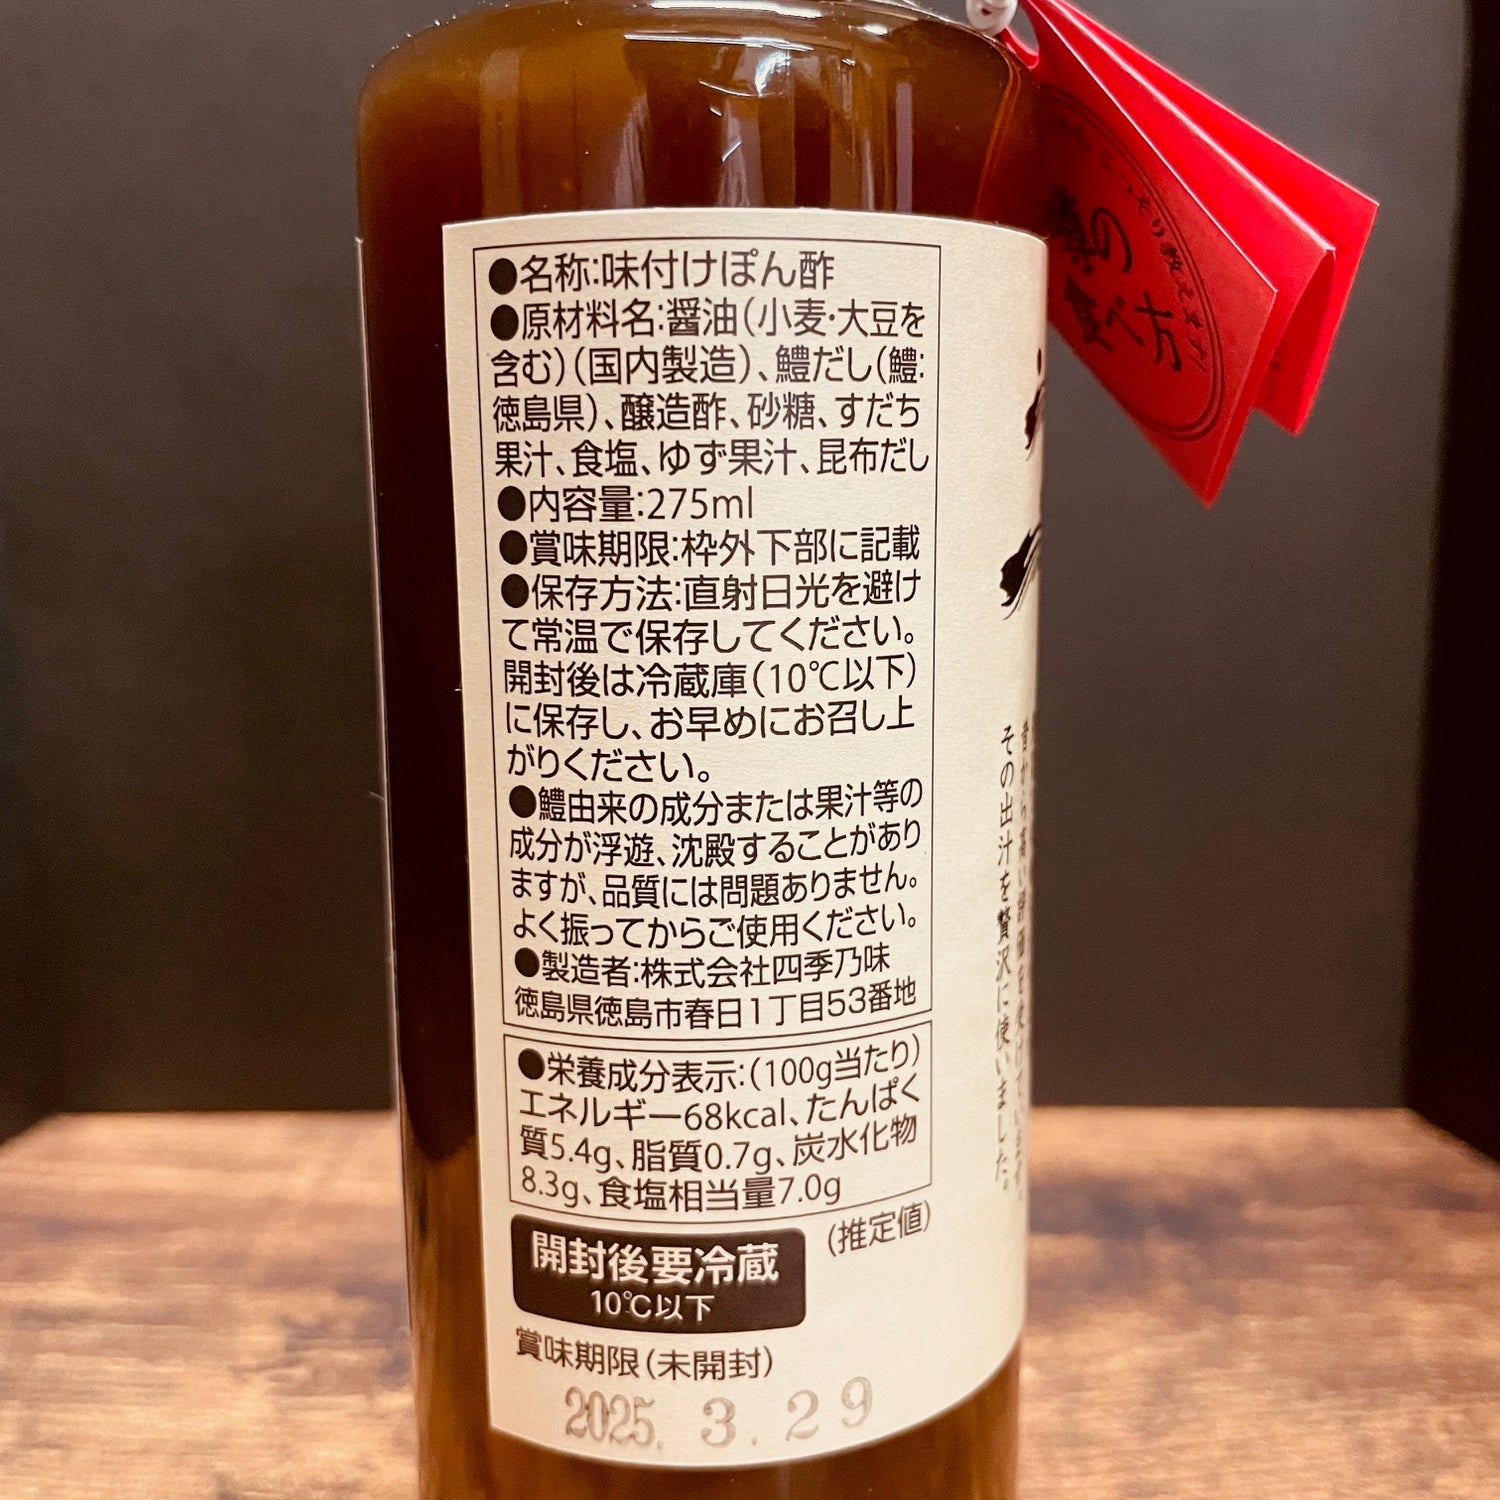 ●名称:味付けぽん酢
●原材料名:醤油(小麦・大豆を
含む)(国内製造)、鱧だし(鱧:
徳島県)、醸造酢、砂糖、すだち
果汁、食塩、ゆず果汁、昆布だし
●内容量:275ml
●賞味期限:枠外下部に記載
●保存方法:直射日光を避け
て常温で保存してください。
開封後は冷蔵庫(10℃以下)
に保存し、お早めにお召し上
がりください。
●鱧由来の成分または果汁等の
成分が浮遊、沈殿することがあり
ますが、品質には問題ありません。
よく振ってからご使用ください。
●製造者:株式会社四季乃味
徳島県徳島市春日1丁目53番地
●栄養成分表示:(100g当たり)
エネルギー68kcal、たんぱく
質5.4g、脂質0.7g、炭水化物
8.3g、食塩相当量7.0g
(推定値)
開封後要冷蔵
10℃以下
賞味期限(未開封)
2025. 3. 29
その出汁を贅沢に使いました。